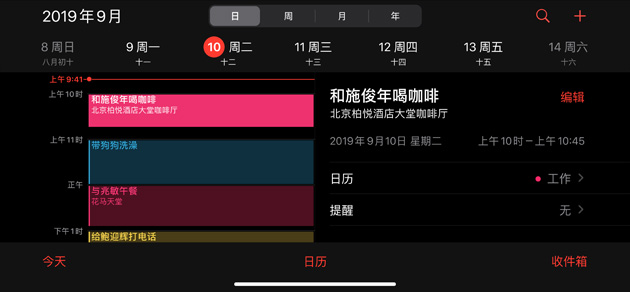 2019年9月
日 周 月 年
8 周日 9 周一 10 周二 11 周三 12 周四 13 周五 14 周六
八月初十 十一 十二 十三 十四 十五 十六
上午9:41
上午10时
和施俊年喝咖啡
北京柏悦酒店大堂咖啡厅
上午11时
带狗狗洗澡
正午
与兆敏午餐
花马天堂
下午1时
给鲍迎辉打电话
和施俊年喝咖啡
编辑
北京柏悦酒店大堂咖啡厅
2019年9月10日 星期二 上午10时－上午10:45
日历 工作
提醒 无
今天 日历 收件箱